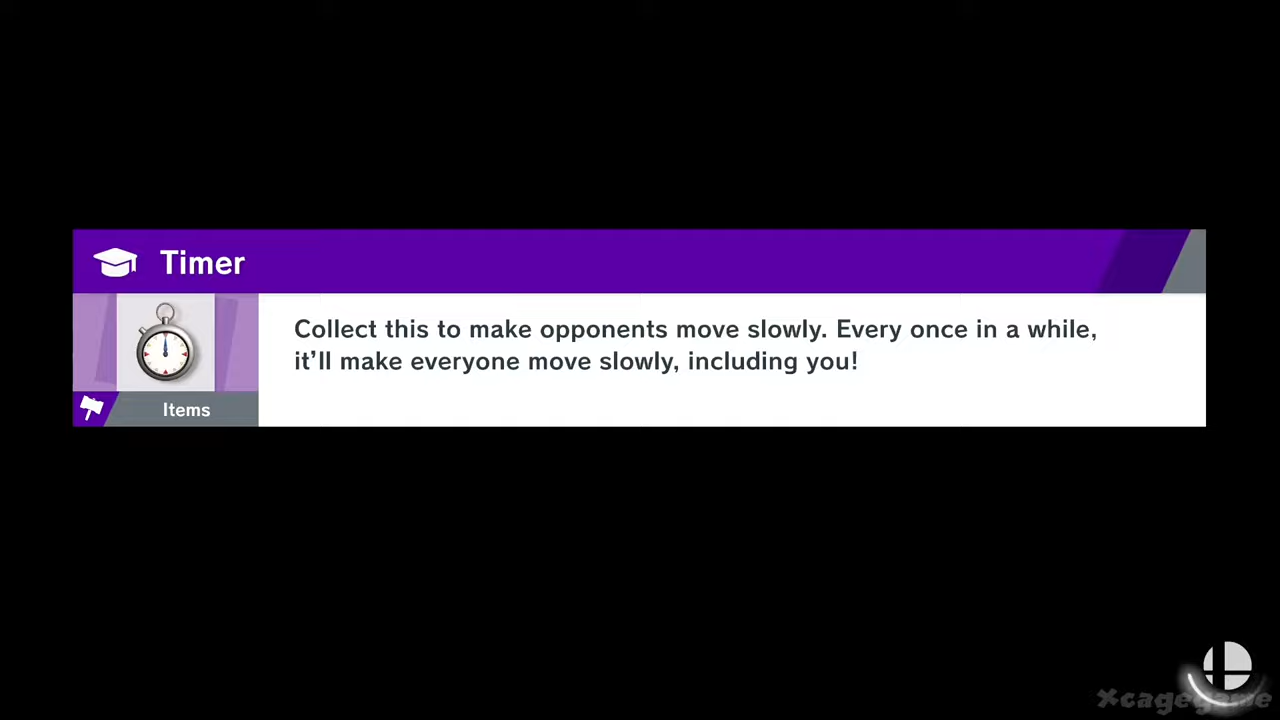 Timer
Collect this to make opponents move slowly. Every once in a while,
it'll make everyone move slowly, including you!
Items
Xcagegame